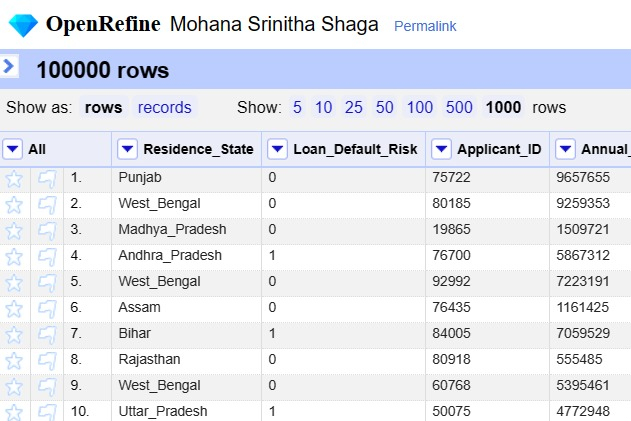 OpenRefine Mohana Srinitha Shaga Permalink
100000 rows
Show as: rows records Show: 5 10 25 50 100 500 1000 rows
All Residence_State Loan_Default_Risk Applicant_ID Annual_
1. Punjab 0 75722 9657655
2. West_Bengal 0 80185 9259353
3. Madhya_Pradesh 0 19865 1509721
4. Andhra_Pradesh 1 76700 5867312
5. West_Bengal 0 92992 7223191
6. Assam 0 76435 1161425
7. Bihar 1 84005 7059529
8. Rajasthan 0 80918 555485
9. West_Bengal 0 60768 5395461
10. Uttar_Pradesh 1 50075 4772948